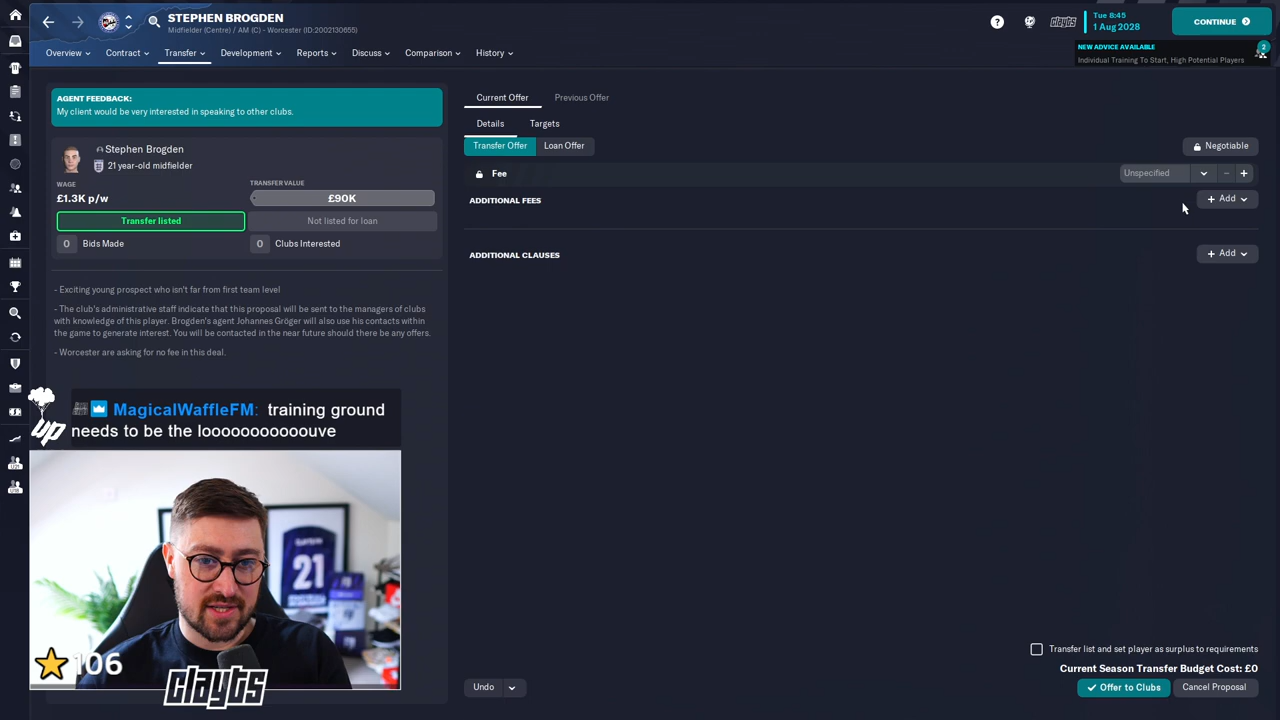 STEPHEN BROGDEN
Midfielder (Centre) / AM (C) - Worcester (ID:2002130655)
clayts
Tue 8:45
1 Aug 2028
CONTINUE
Overview
Contract
Transfer
Development
Reports
Discuss
Comparison
History
NEW ADVICE AVAILABLE
2
Individual Training To Start, High Potential Players
AGENT FEEDBACK:
My client would be very interested in speaking to other clubs.
Stephen Brogden
21 year-old midfielder
WAGE
TRANSFER VALUE
£1.3K p/w
£90K
Transfer listed
Not listed for loan
0 Bids Made
0 Clubs Interested
- Exciting young prospect who isn't far from first team level
- The club's administrative staff indicate that this proposal will be sent to the managers of clubs
with knowledge of this player. Brogden's agent Johannes Gröger will also use his contacts within
the game to generate interest. You will be contacted in the near future should there be any offers.
- Worcester are asking for no fee in this deal.
Current Offer
Previous Offer
Details
Targets
Transfer Offer
Loan Offer
Negotiable
Fee
Unspecified
ADDITIONAL FEES
+ Add
ADDITIONAL CLAUSES
+ Add
up
MagicalWaffleFM: training ground
needs to be the looooooooooouve
21
106
clayts
U21
U18
Transfer list and set player as surplus to requirements
Current Season Transfer Budget Cost: £0
Undo
Offer to Clubs
Cancel Proposal